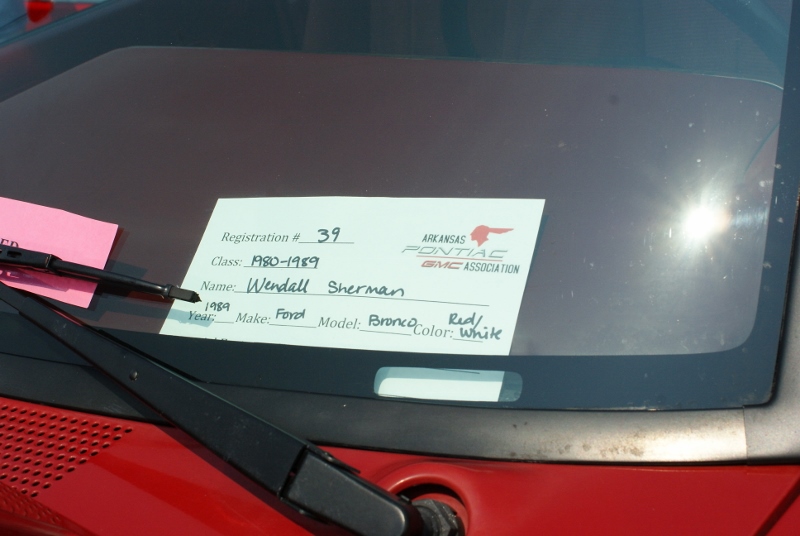 Registration # 39
ARKANSAS
PONTIAC
GMC ASSOCIATION
Class: 1980-1989
Name: Wendall Sherman
Year: 1989 Make: Ford Model: Bronco Color: Red/White